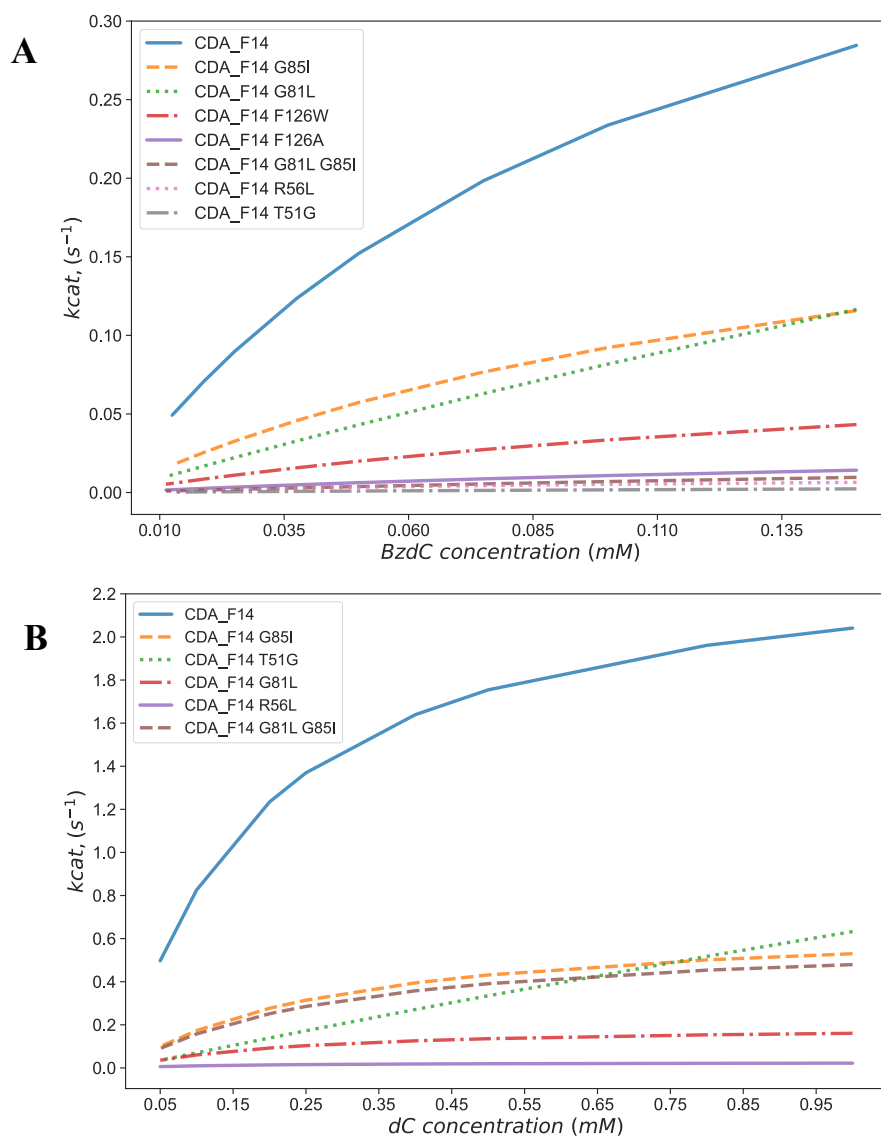 A
0.30
0.25
0.20
0.15
0.10
0.05
0.00
kcat, (s⁻¹)
CDA_F14
CDA_F14 G85I
CDA_F14 G81L
CDA_F14 F126W
CDA_F14 F126A
CDA_F14 G81L G85I
CDA_F14 R56L
CDA_F14 T51G
0.010 0.035 0.060 0.085 0.110 0.135
BzdC concentration (mM)
B
2.2
2.0
1.8
1.6
1.4
1.2
1.0
0.8
0.6
0.4
0.2
0.0
kcat, (s⁻¹)
CDA_F14
CDA_F14 G85I
CDA_F14 T51G
CDA_F14 G81L
CDA_F14 R56L
CDA_F14 G81L G85I
0.05 0.15 0.25 0.35 0.45 0.55 0.65 0.75 0.85 0.95
dC concentration (mM)